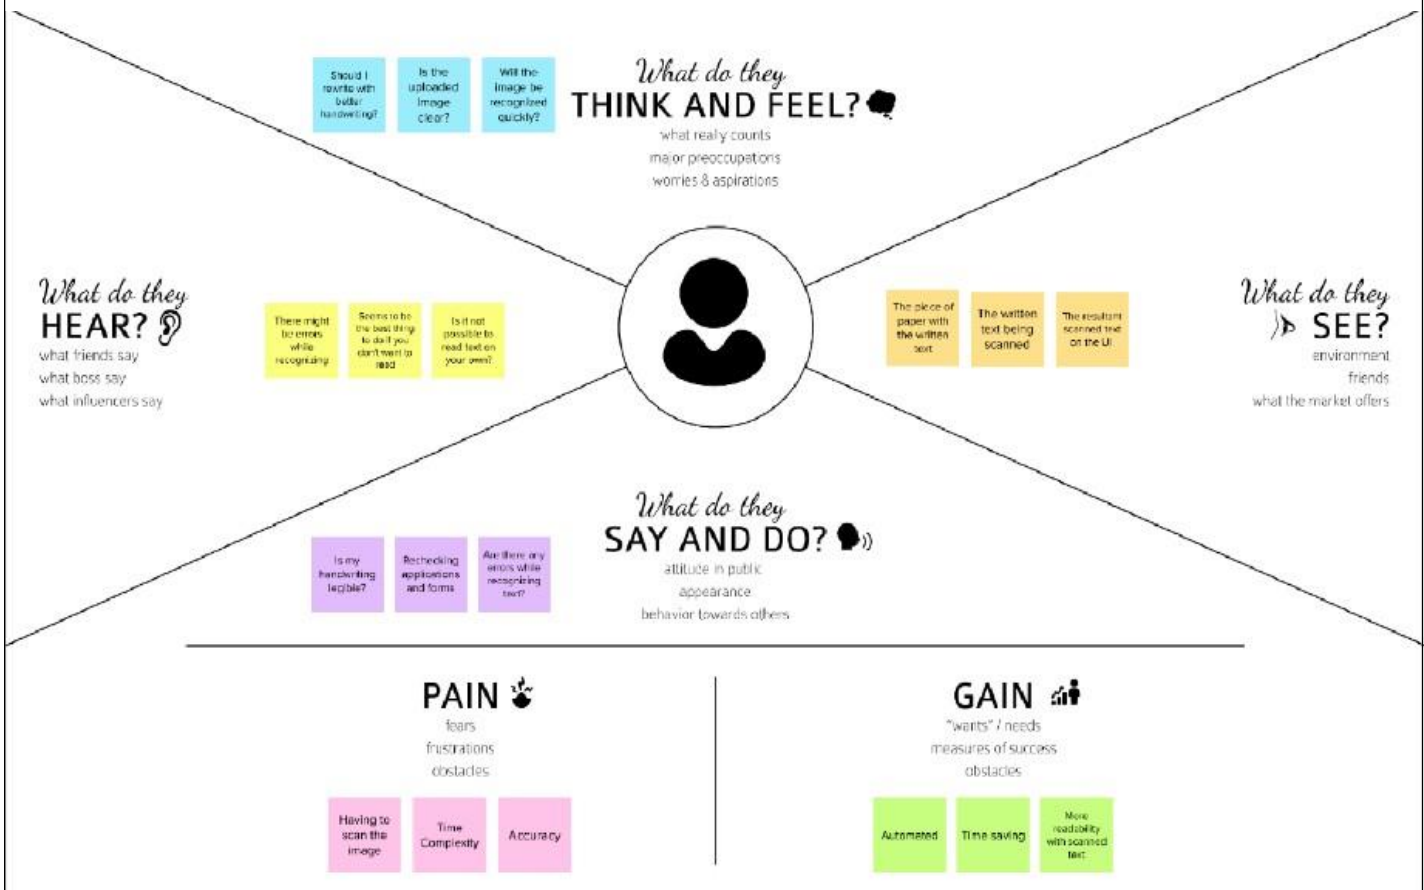 What do they
THINK AND FEEL?
what really counts
major preoccupations
worries & aspirations
Should I
rewrite with
better
handwriting?
Is the
uploaded
image
clear?
Will the
image be
recognized
quickly?
What do they
HEAR?
what friends say
what boss say
what influencers say
There might
be errors
while
recognizing
Seems to be
the best thing
to do if you
don't want to
read
Is it not
possible to
read text on
your own?
The piece of
paper with
the written
text
The written
text being
scanned
The resultant
scanned text
on the UI
What do they
SEE?
environment
friends
what the market offers
What do they
SAY AND DO?
attitude in public
appearance
behavior towards others
Is my
handwriting
legible?
Rechecking
applications
and forms
Are there any
errors while
recognizing
text?
PAIN
fears
frustrations
obstacles
Having to
scan the
image
Time
Complexity
Accuracy
GAIN
"wants" / needs
measures of success
obstacles
Automated
Time saving
More
readability
with scanned
text